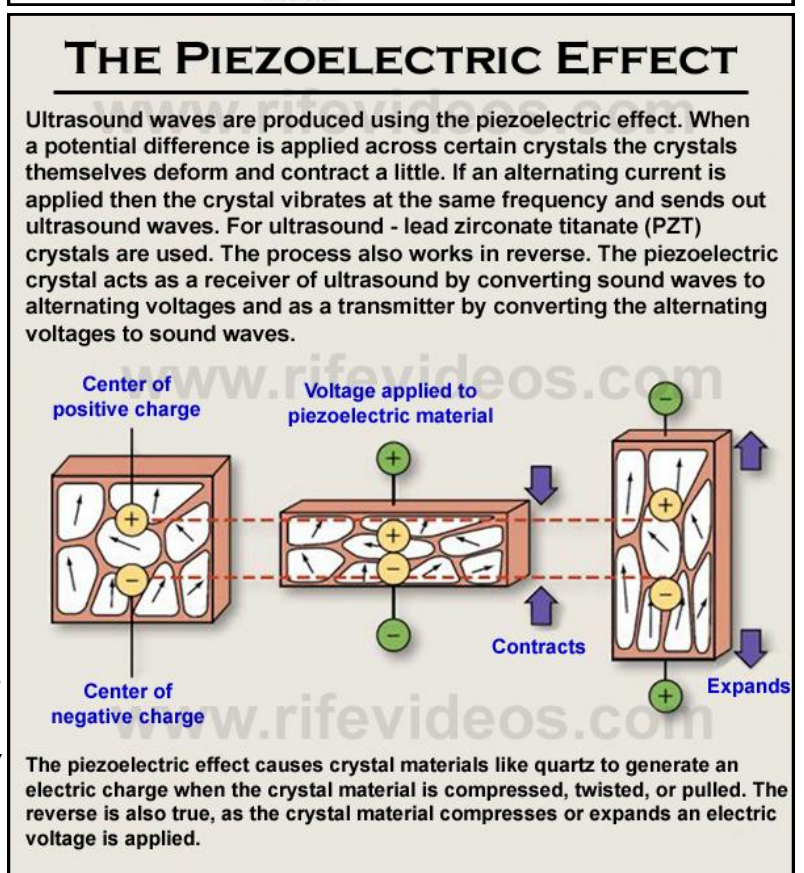 THE PIEZOELECTRIC EFFECT
www.rifevideos.com
Ultrasound waves are produced using the piezoelectric effect. When
a potential difference is applied across certain crystals the crystals
themselves deform and contract a little. If an alternating current is
applied then the crystal vibrates at the same frequency and sends out
ultrasound waves. For ultrasound - lead zirconate titanate (PZT)
crystals are used. The process also works in reverse. The piezoelectric
crystal acts as a receiver of ultrasound by converting sound waves to
alternating voltages and as a transmitter by converting the alternating
voltages to sound waves.
www.rifevideos.com
Center of
positive charge
Voltage applied to
piezoelectric material
−
+
+
+
+
−
−
−
−
Contracts
Center of
negative charge
+
Expands
www.rifevideos.com
The piezoelectric effect causes crystal materials like quartz to generate an
electric charge when the crystal material is compressed, twisted, or pulled. The
reverse is also true, as the crystal material compresses or expands an electric
voltage is applied.